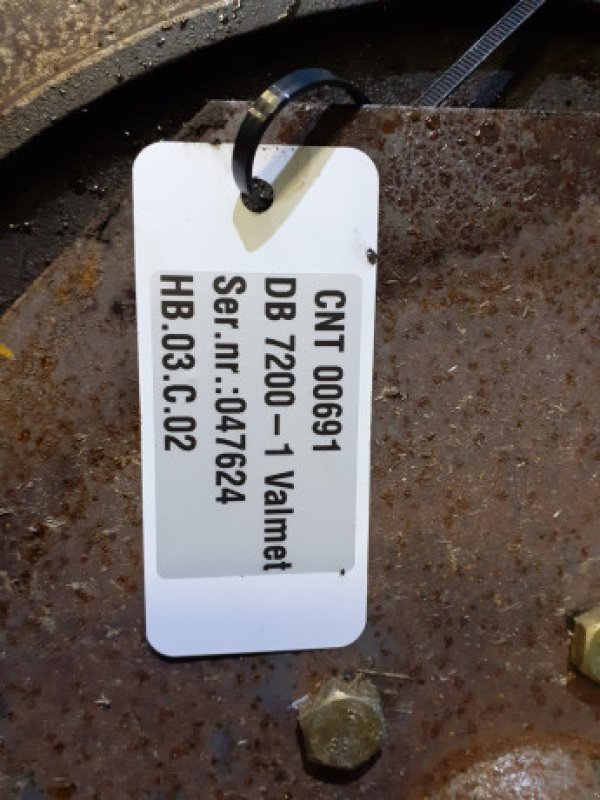 CNT 00691
DB 7200-1 Valmet
Ser.nr.:047624
HB.03.C.02